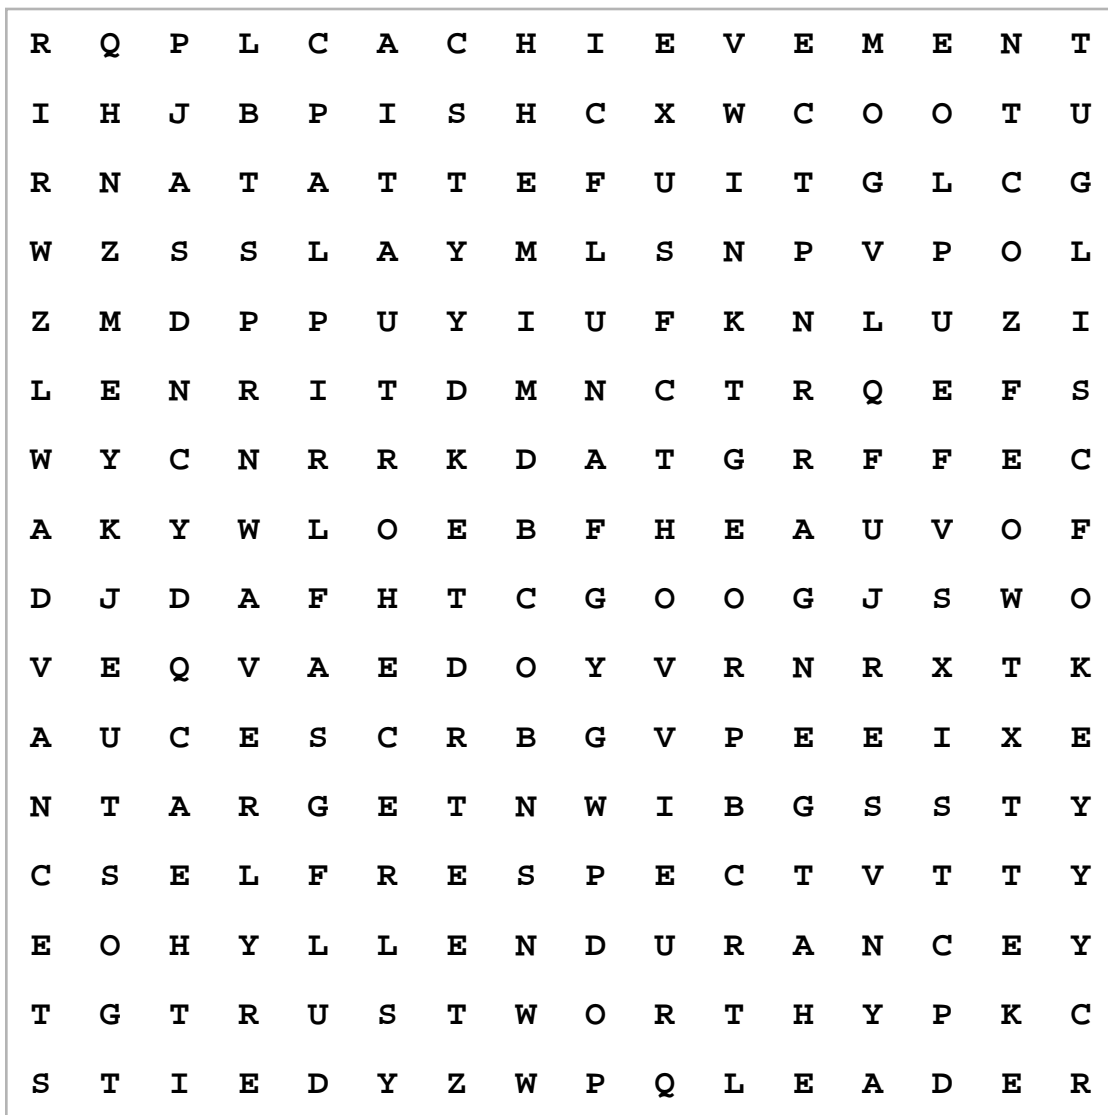 R Q P L C A C H I E V E M E N T
I H J B P I S H C X W C O O T U
R N A T A T T E F U I T G L C G
W Z S S L A Y M L S N P V P O L
Z M D P P U Y I U F K N L U Z I
L E N R I T D M N C T R Q E F S
W Y C N R R K D A T G R F F E C
A K Y W L O E B F H E A U V O F
D J D A F H T C G O O G J S W O
V E Q V A E D O Y V R N R X T K
A U C E S C R B G V P E E I X E
N T A R G E T N W I B G S S T Y
C S E L F R E S P E C T V T T Y
E O H Y L L E N D U R A N C E Y
T G T R U S T W O R T H Y P K C
S T I E D Y Z W P Q L E A D E R